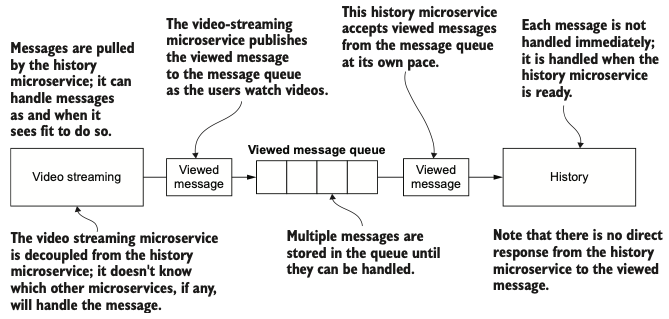 Messages are pulled
by the history
microservice; it can
handle messages
as and when it
sees fit to do so.
The video-streaming
microservice publishes
the viewed message
to the message queue
as the users watch videos.
This history microservice
accepts viewed messages
from the message queue
at its own pace.
Each message is not
handled immediately;
it is handled when the
history microservice
is ready.
Video streaming
Viewed
message
Viewed message queue
Viewed
message
History
The video streaming microservice
is decoupled from the history
microservice; it doesn't know
which other microservices, if any,
will handle the message.
Multiple messages are
stored in the queue until
they can be handled.
Note that there is no direct
response from the history
microservice to the viewed
message.